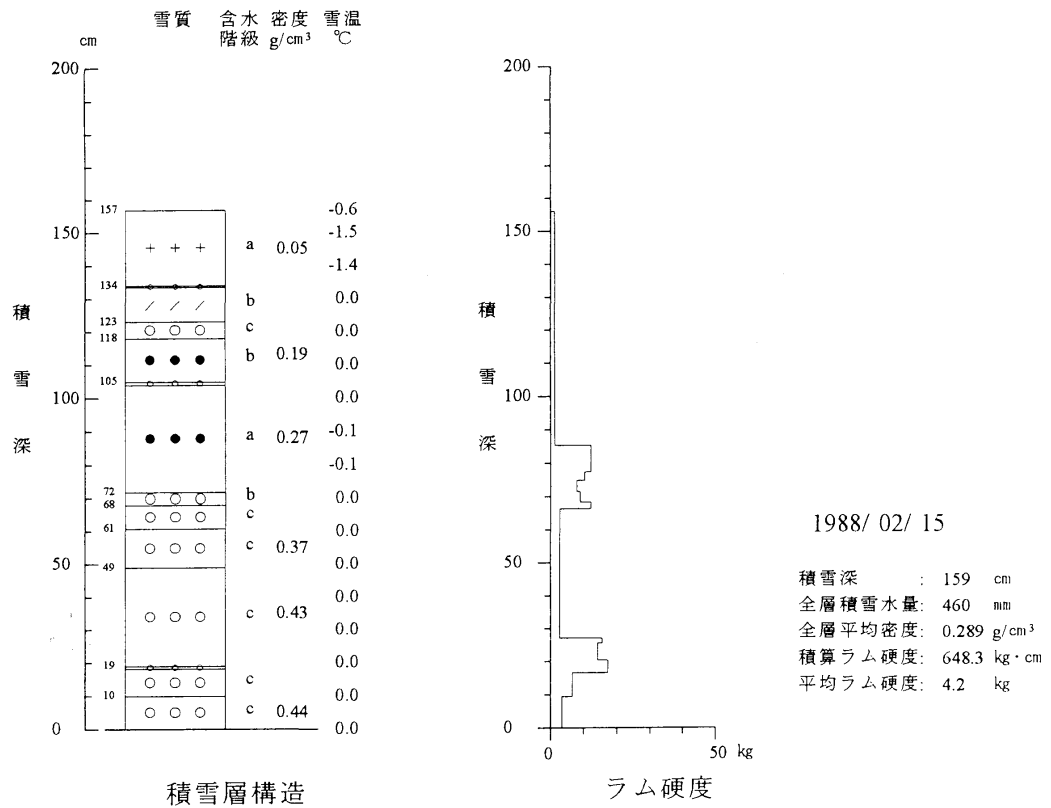 雪質 含水 密度 雪温
cm 階級 g/cm³ ℃
200
157 -0.6
150 -1.5
a 0.05
-1.4
134
b 0.0
123
c 0.0
118
b 0.19 0.0
105
100 0.0
a 0.27 -0.1
-0.1
72 b 0.0
68 c
61 0.0
c 0.37
50 49 0.0
0.0
c 0.43
0.0
19 0.0
c
10 0.0
c 0.44
0 0.0
積雪深
積雪層構造
200
150
100
50
0
積雪深
0 50 kg
ラム硬度
1988/ 02/ 15
積雪深 : 159 cm
全層積雪水量: 460 mm
全層平均密度: 0.289 g/cm³
積算ラム硬度: 648.3 kg・cm
平均ラム硬度: 4.2 kg